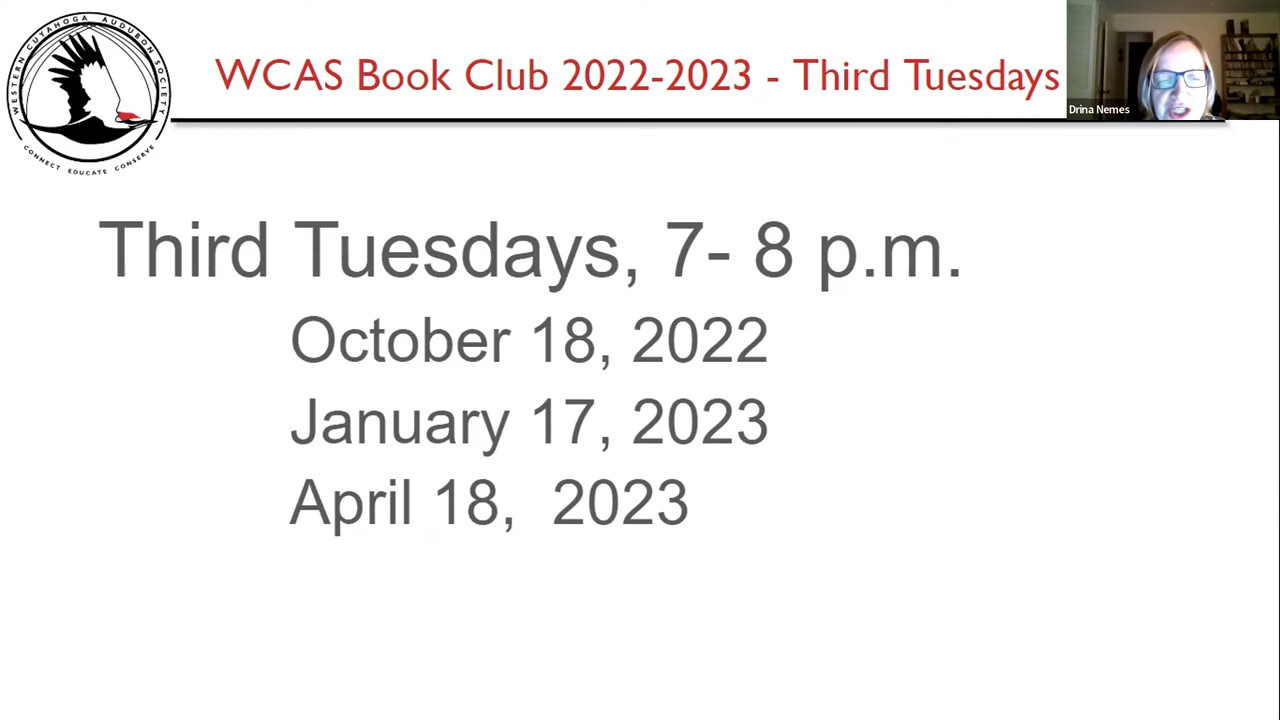 WESTERN CUYAHOGA AUDUBON SOCIETY
CONNECT EDUCATE CONSERVE
WCAS Book Club 2022-2023 - Third Tuesdays
Drina Nemes
Third Tuesdays, 7- 8 p.m.
October 18, 2022
January 17, 2023
April 18,  2023